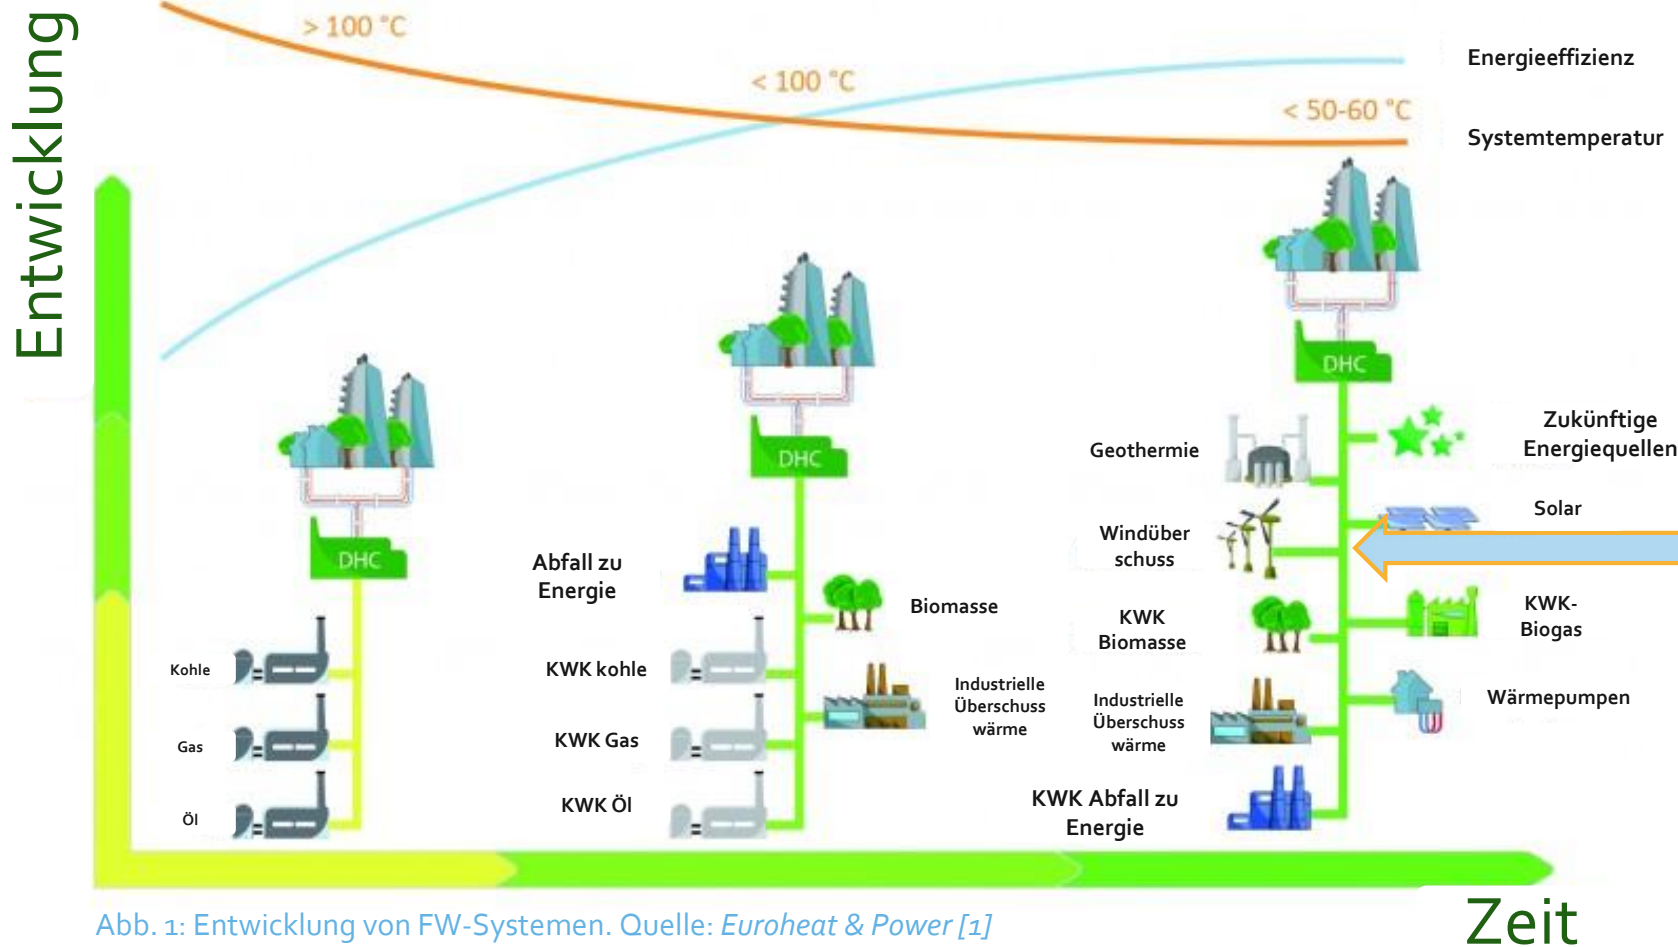 Entwicklung
> 100 °C
< 100 °C
< 50-60 °C
Energieeffizienz
Systemtemperatur
DHC
Kohle
Gas
Öl
DHC
Abfall zu
Energie
Biomasse
KWK kohle
Industrielle
Überschuss
wärme
KWK Gas
KWK Öl
DHC
Zukünftige
Energiequellen
Geothermie
Solar
Windüber
schuss
KWK-
Biogas
KWK
Biomasse
Wärmepumpen
Industrielle
Überschuss
wärme
KWK Abfall zu
Energie
Zeit
Abb. 1: Entwicklung von FW-Systemen. Quelle: Euroheat & Power [1]